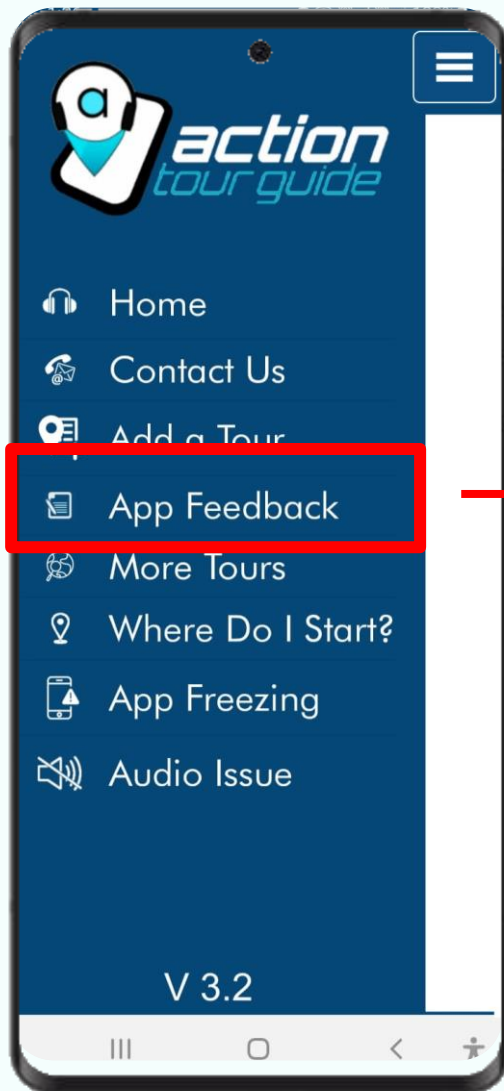 a
action
tour guide
Home
Contact Us
Add a Tour
App Feedback
More Tours
Where Do I Start?
App Freezing
Audio Issue
V 3.2